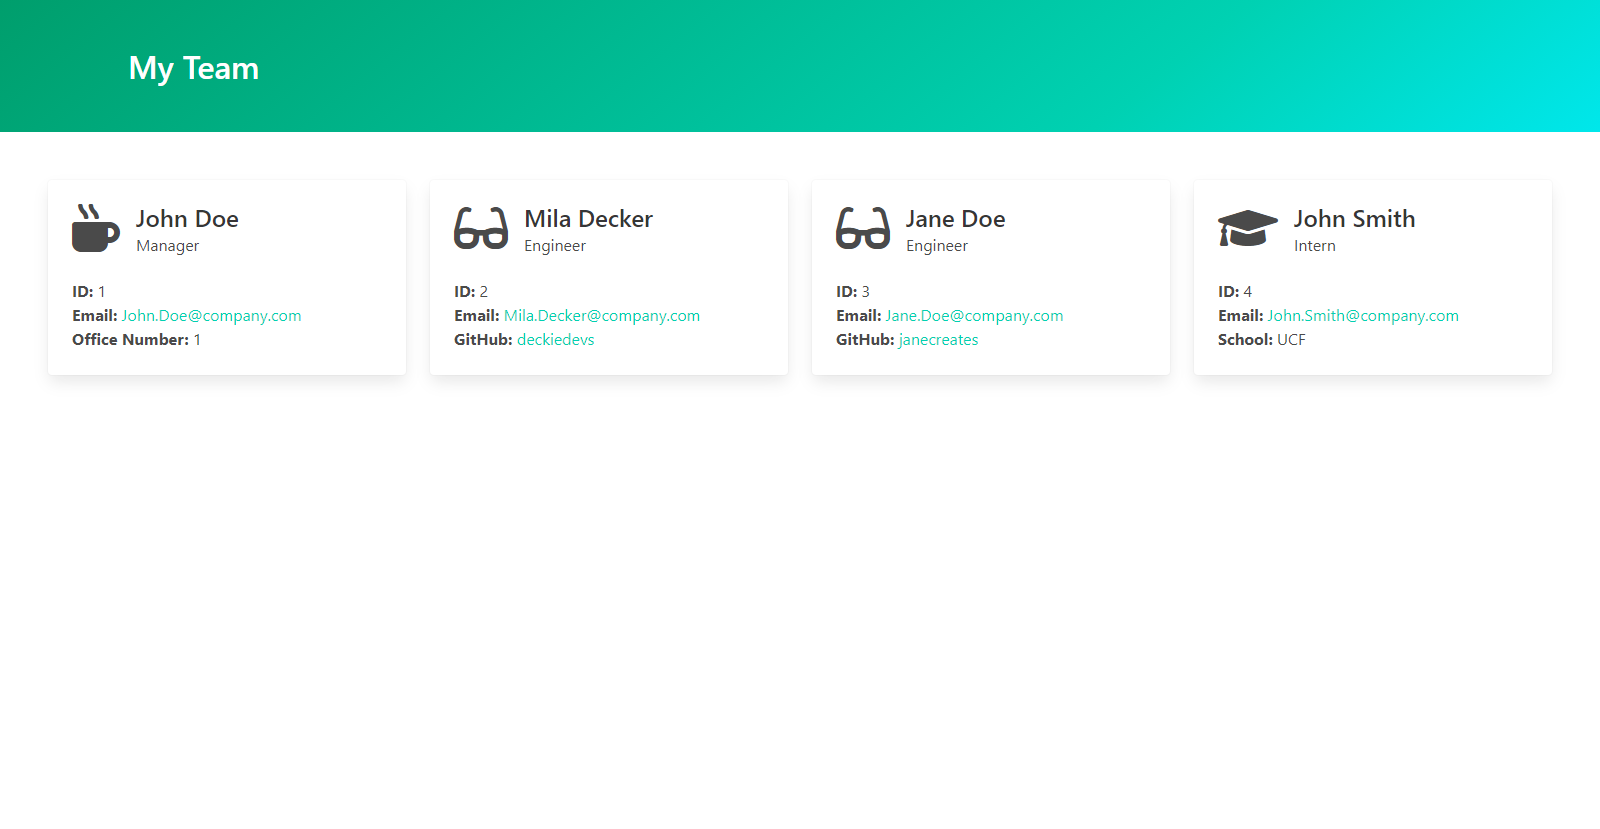 My Team
John Doe
Manager
ID: 1
Email: John.Doe@company.com
Office Number: 1
Mila Decker
Engineer
ID: 2
Email: Mila.Decker@company.com
GitHub: deckiedevs
Jane Doe
Engineer
ID: 3
Email: Jane.Doe@company.com
GitHub: janecreates
John Smith
Intern
ID: 4
Email: John.Smith@company.com
School: UCF